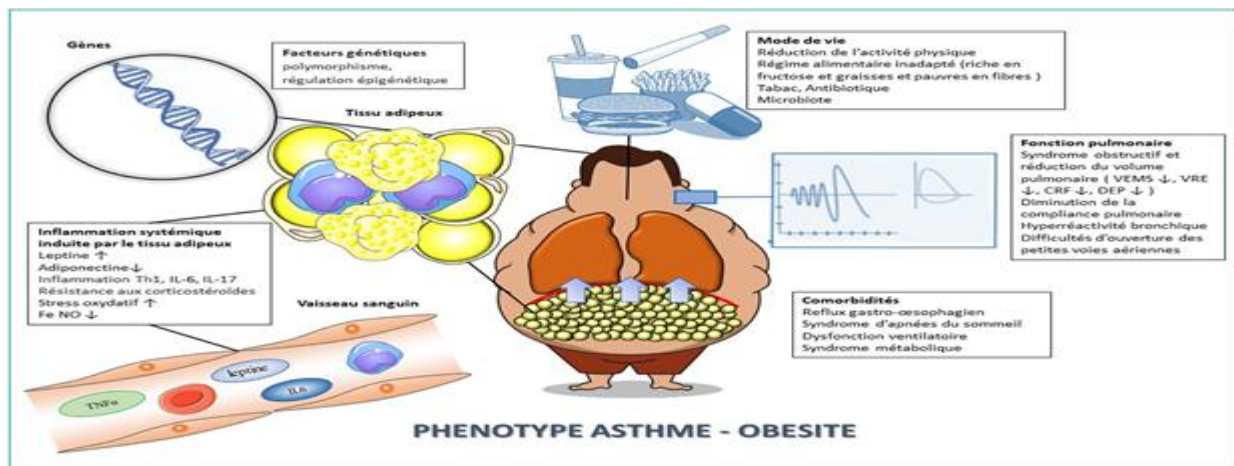 Gènes
Facteurs génétiques
polymorphisme,
régulation épigénétique
Tissu adipeux
Mode de vie
Réduction de l'activité physique
Régime alimentaire inadapté (riche en
fructose et graisses et pauvres en fibres )
Tabac, Antibiotique
Microbiote
Fonction pulmonaire
Syndrome obstructif et
réduction du volume
pulmonaire ( VEMS ↓, VRE
↓, CRF ↓, DEP ↓ )
Diminution de la
compliance pulmonaire
Hyperréactivité bronchique
Difficultés d'ouverture des
petites voies aériennes
Inflammation systémique
induite par le tissu adipeux
Leptine ↑
Adiponectine↓
Inflammation Th1, IL-6, IL-17
Résistance aux corticostéroïdes
Stress oxydatif ↑
Fe NO ↓
Vaisseau sanguin
leptine
TNFα
IL6
Comorbidités
Reflux gastro-œsophagien
Syndrome d'apnées du sommeil
Dysfonction ventilatoire
Syndrome métabolique
PHENOTYPE ASTHME - OBESITE